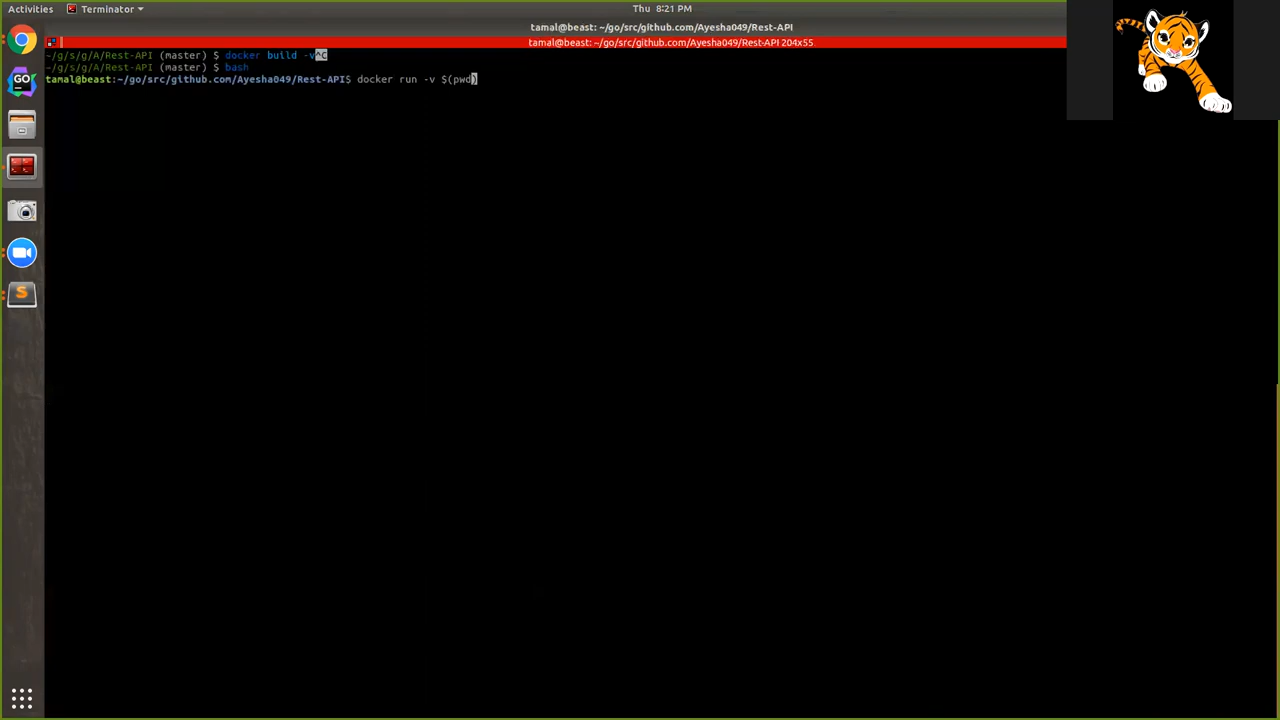 Activities
Terminator
Thu 8:21 PM
tamal@beast: ~/go/src/github.com/Ayesha049/Rest-API
tamal@beast: ~/go/src/github.com/Ayesha049/Rest-API 204x55
~/g/s/g/A/Rest-API (master) $ docker build -v^C
~/g/s/g/A/Rest-API (master) $ bash
tamal@beast:~/go/src/github.com/Ayesha049/Rest-API$ docker run -v $(pwd)
GO
S